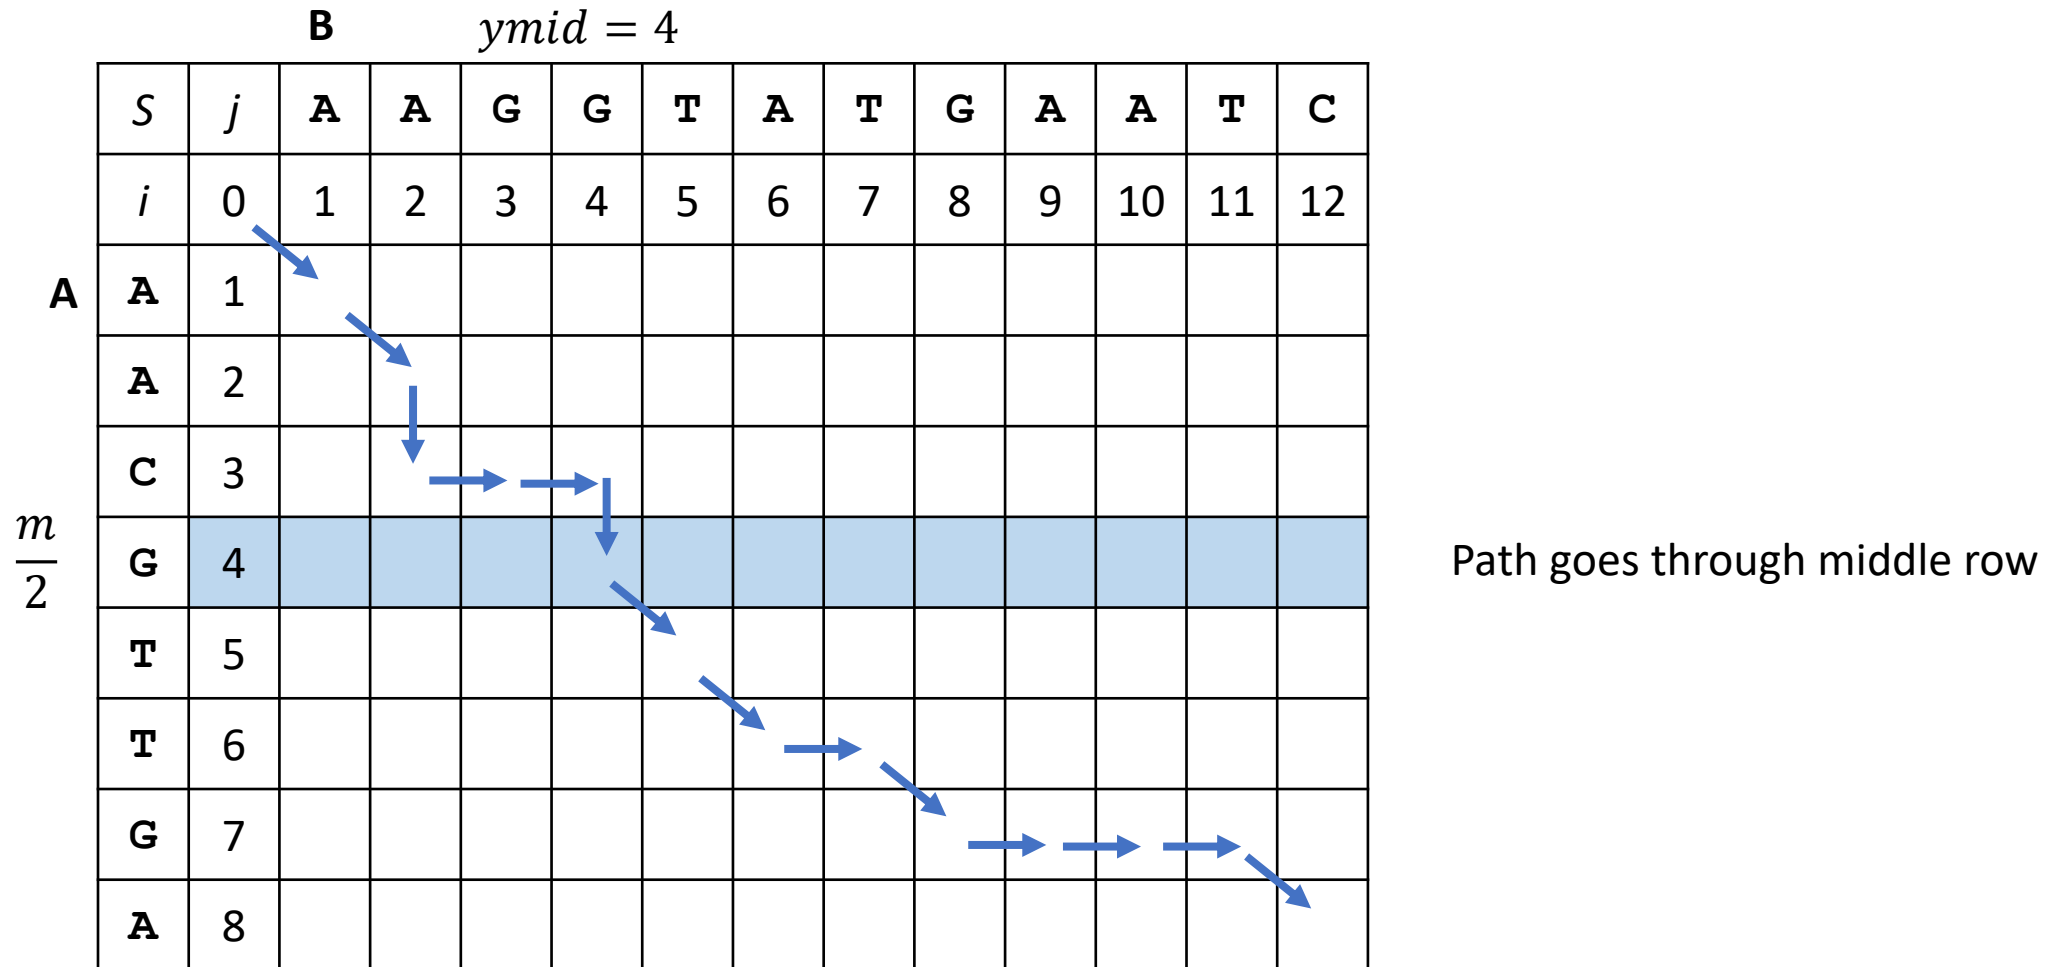 B ymid = 4
S j A A G G T A T G A A T C
i 0 1 2 3 4 5 6 7 8 9 10 11 12
A A 1
A 2
C 3
m/2 G 4 Path goes through middle row
T 5
T 6
G 7
A 8